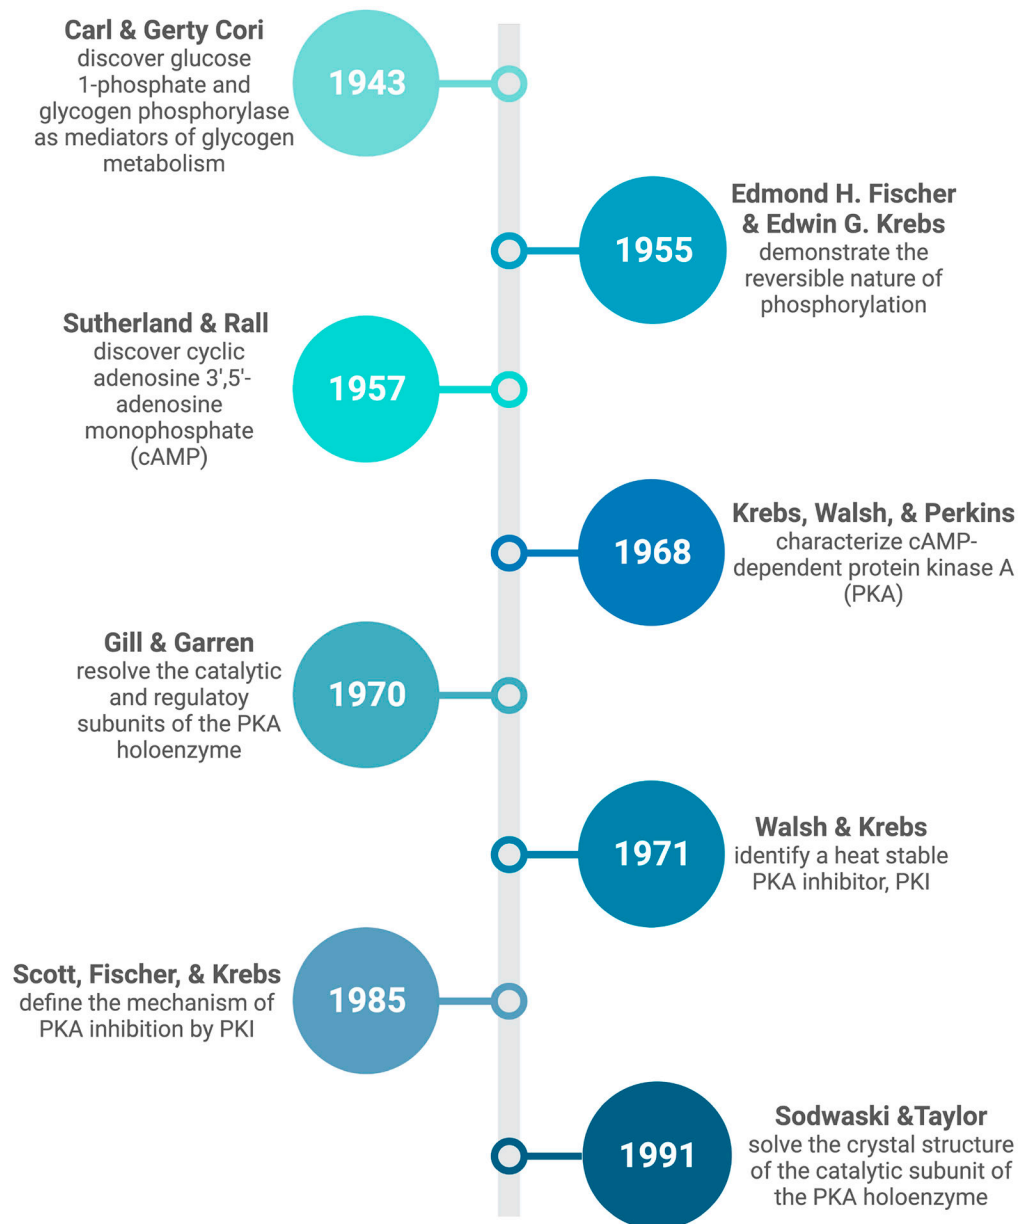 Carl & Gerty Cori
discover glucose
1-phosphate and
glycogen phosphorylase
as mediators of glycogen
metabolism
1943
Edmond H. Fischer
& Edwin G. Krebs
demonstrate the
reversible nature of
phosphorylation
1955
Sutherland & Rall
discover cyclic
adenosine 3',5'-
adenosine
monophosphate
(cAMP)
1957
Krebs, Walsh, & Perkins
characterize cAMP-
dependent protein kinase A
(PKA)
1968
Gill & Garren
resolve the catalytic
and regulatoy
subunits of the PKA
holoenzyme
1970
Walsh & Krebs
identify a heat stable
PKA inhibitor, PKI
1971
Scott, Fischer, & Krebs
define the mechanism of
PKA inhibition by PKI
1985
Sodwaski &Taylor
solve the crystal structure
of the catalytic subunit of
the PKA holoenzyme
1991